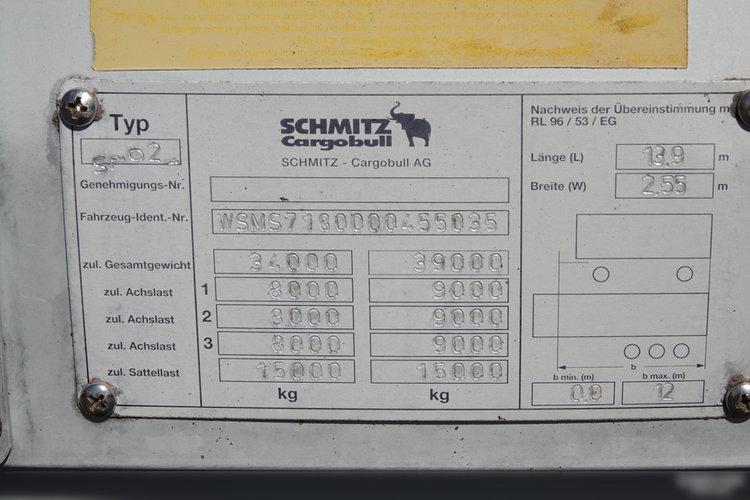 Typ
SCHMITZ
Cargobull
SCHMITZ - Cargobull AG
Genehmigungs-Nr.
Fahrzeug-Ident.-Nr. WSMS7180000455035
zul. Gesamtgewicht 34000 39000
zul. Achslast 1 8000 9000
zul. Achslast 2 8000 9000
zul. Achslast 3 8000 9000
zul. Sattellast 15000 15000
kg kg
Nachweis der Übereinstimmung m
RL 96 / 53 / EG
Länge (L) 13.9 m
Breite (W) 2.55 m
b
b min. (m) b max. (m)
0.0 12